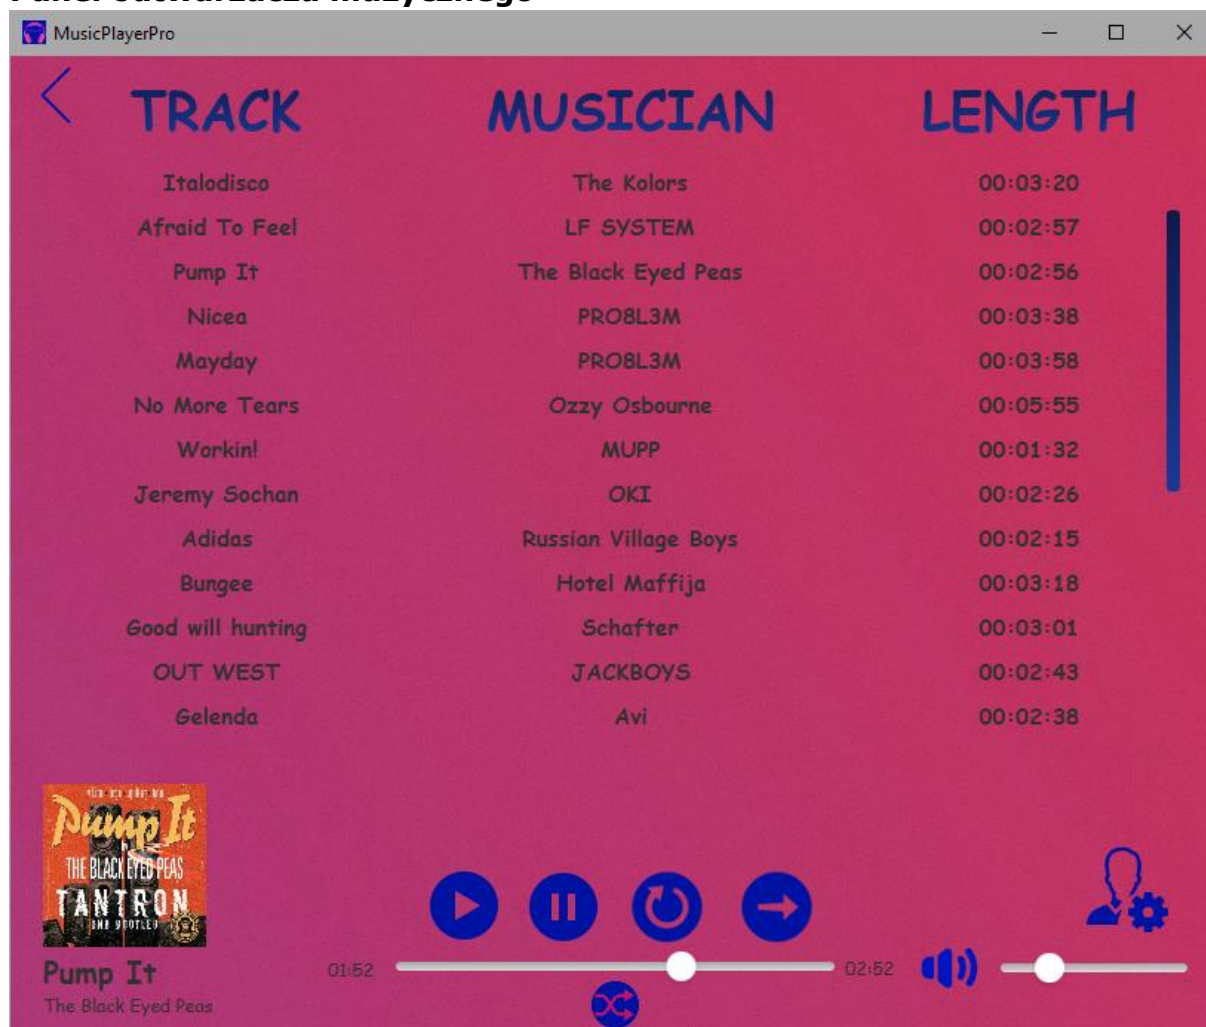 MusicPlayerPro
TRACK MUSICIAN LENGTH
Italodisco The Kolors 00:03:20
Afraid To Feel LF SYSTEM 00:02:57
Pump It The Black Eyed Peas 00:02:56
Nicea PRO8L3M 00:03:38
Mayday PRO8L3M 00:03:58
No More Tears Ozzy Osbourne 00:05:55
Workin! MUPP 00:01:32
Jeremy Sochan OKI 00:02:26
Adidas Russian Village Boys 00:02:15
Bungee Hotel Maffija 00:03:18
Good will hunting Schafter 00:03:01
OUT WEST JACKBOYS 00:02:43
Gelenda Avi 00:02:38
Pump It
THE BLACK EYED PEAS
TANTRON
BOOTLEG
Pump It
The Black Eyed Peas
01:52 02:52